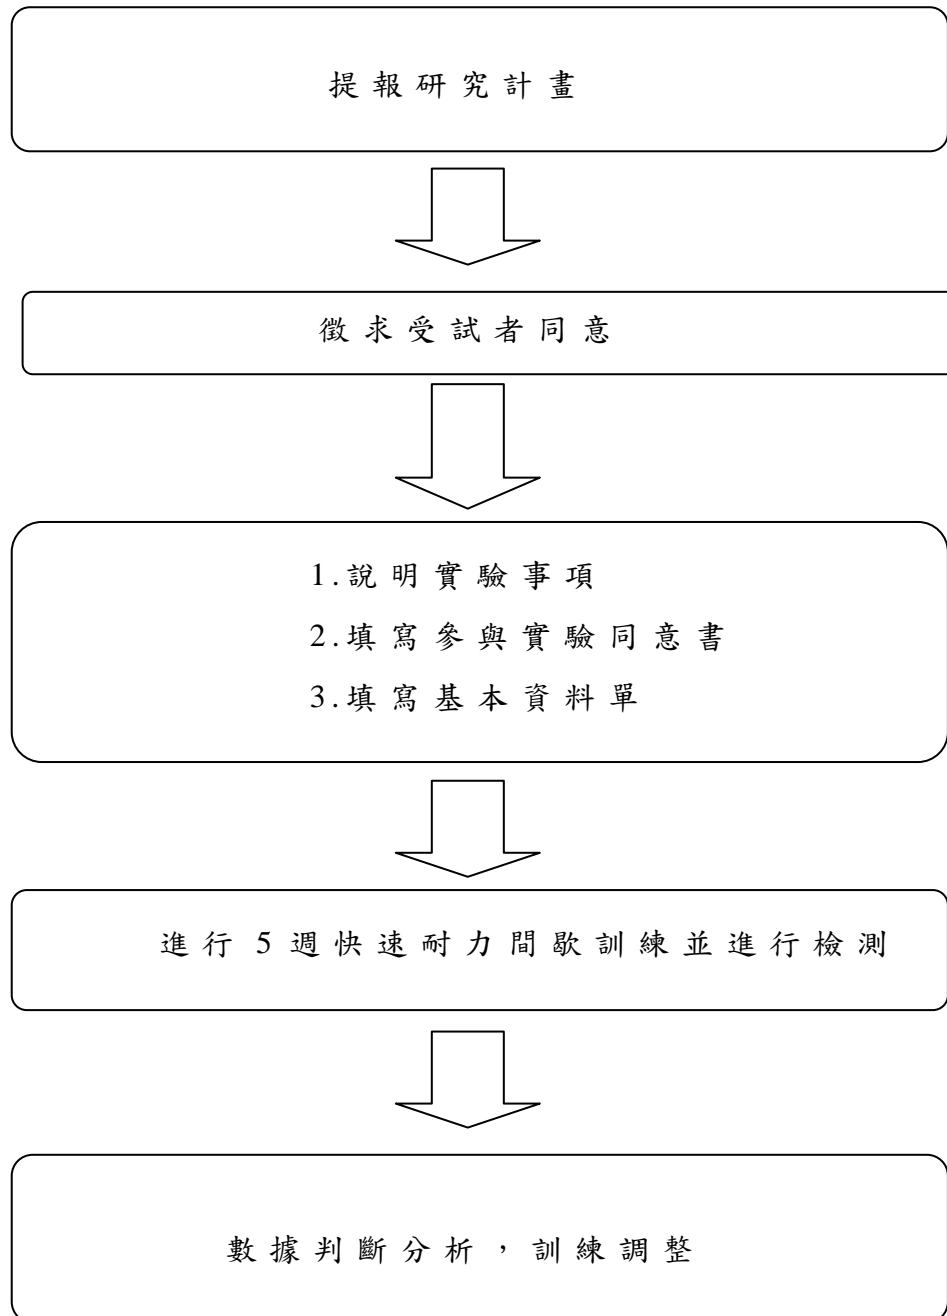 提報研究計畫
徵求受試者同意
1.說明實驗事項
2.填寫參與實驗同意書
3.填寫基本資料單
進行 5 週快速耐力間歇訓練並進行檢測
數據判斷分析，訓練調整